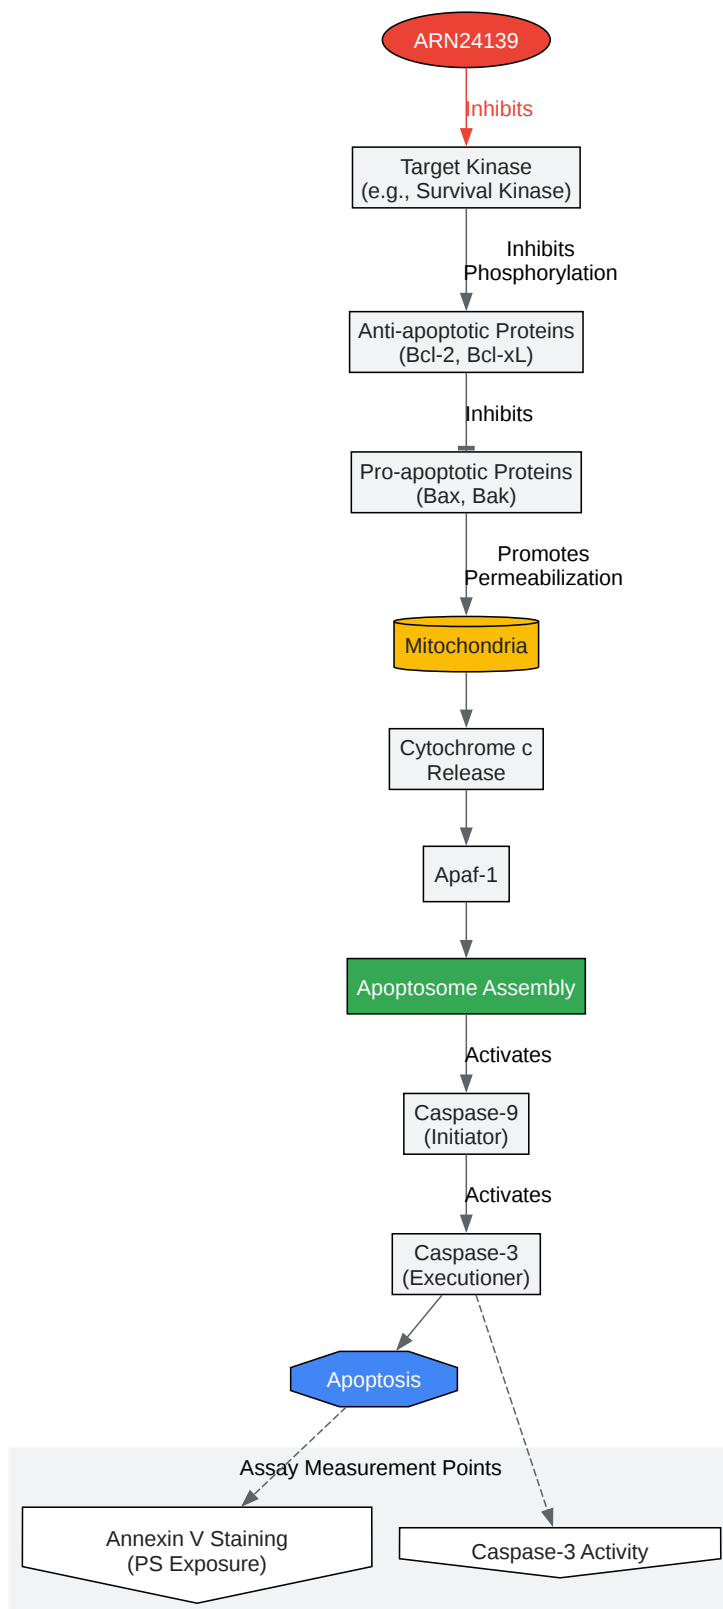 ARN24139
Inhibits
Target Kinase
(e.g., Survival Kinase)
Inhibits
Phosphorylation
Anti-apoptotic Proteins
(Bcl-2, Bcl-xL)
Inhibits
Pro-apoptotic Proteins
(Bax, Bak)
Promotes
Permeabilization
Mitochondria
Cytochrome c
Release
Apaf-1
Apoptosome Assembly
Activates
Caspase-9
(Initiator)
Activates
Caspase-3
(Executioner)
Apoptosis
Assay Measurement Points
Annexin V Staining
(PS Exposure)
Caspase-3 Activity